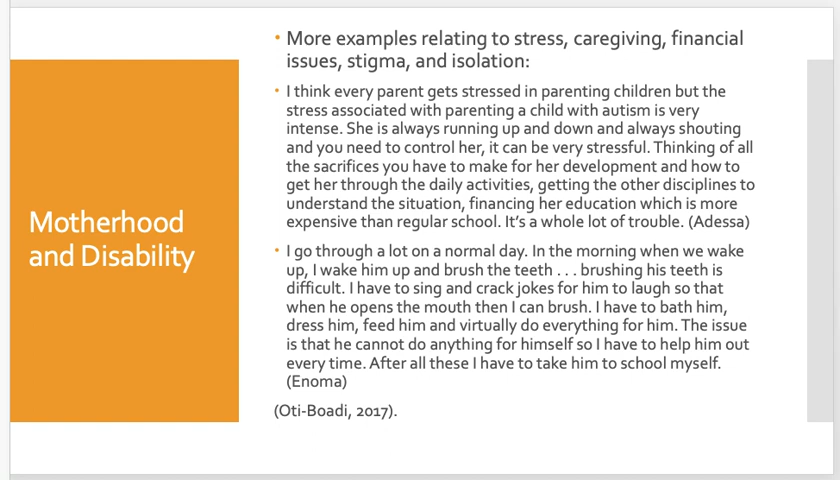 Motherhood
and Disability
• More examples relating to stress, caregiving, financial
issues, stigma, and isolation:
• I think every parent gets stressed in parenting children but the
stress associated with parenting a child with autism is very
intense. She is always running up and down and always shouting
and you need to control her, it can be very stressful. Thinking of all
the sacrifices you have to make for her development and how to
get her through the daily activities, getting the other disciplines to
understand the situation, financing her education which is more
expensive than regular school. It's a whole lot of trouble. (Adessa)
• I go through a lot on a normal day. In the morning when we wake
up, I wake him up and brush the teeth . . . brushing his teeth is
difficult. I have to sing and crack jokes for him to laugh so that
when he opens the mouth then I can brush. I have to bath him,
dress him, feed him and virtually do everything for him. The issue
is that he cannot do anything for himself so I have to help him out
every time. After all these I have to take him to school myself.
(Enoma)
(Oti-Boadi, 2017).